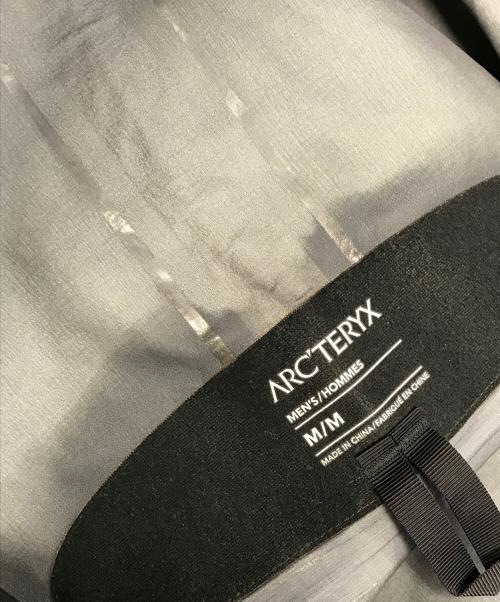 ARC'TERYX
MEN'S/HOMMES
M/M
MADE IN CHINA/FABRIQUÉ EN CHINE